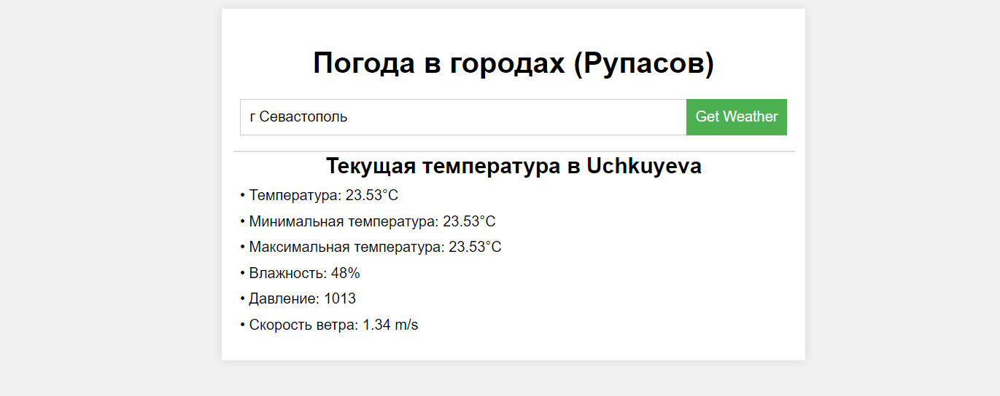 Погода в городах (Рупасов)
г Севастополь
Get Weather
Текущая температура в Uchkuyeva
• Температура: 23.53°C
• Минимальная температура: 23.53°C
• Максимальная температура: 23.53°C
• Влажность: 48%
• Давление: 1013
• Скорость ветра: 1.34 m/s